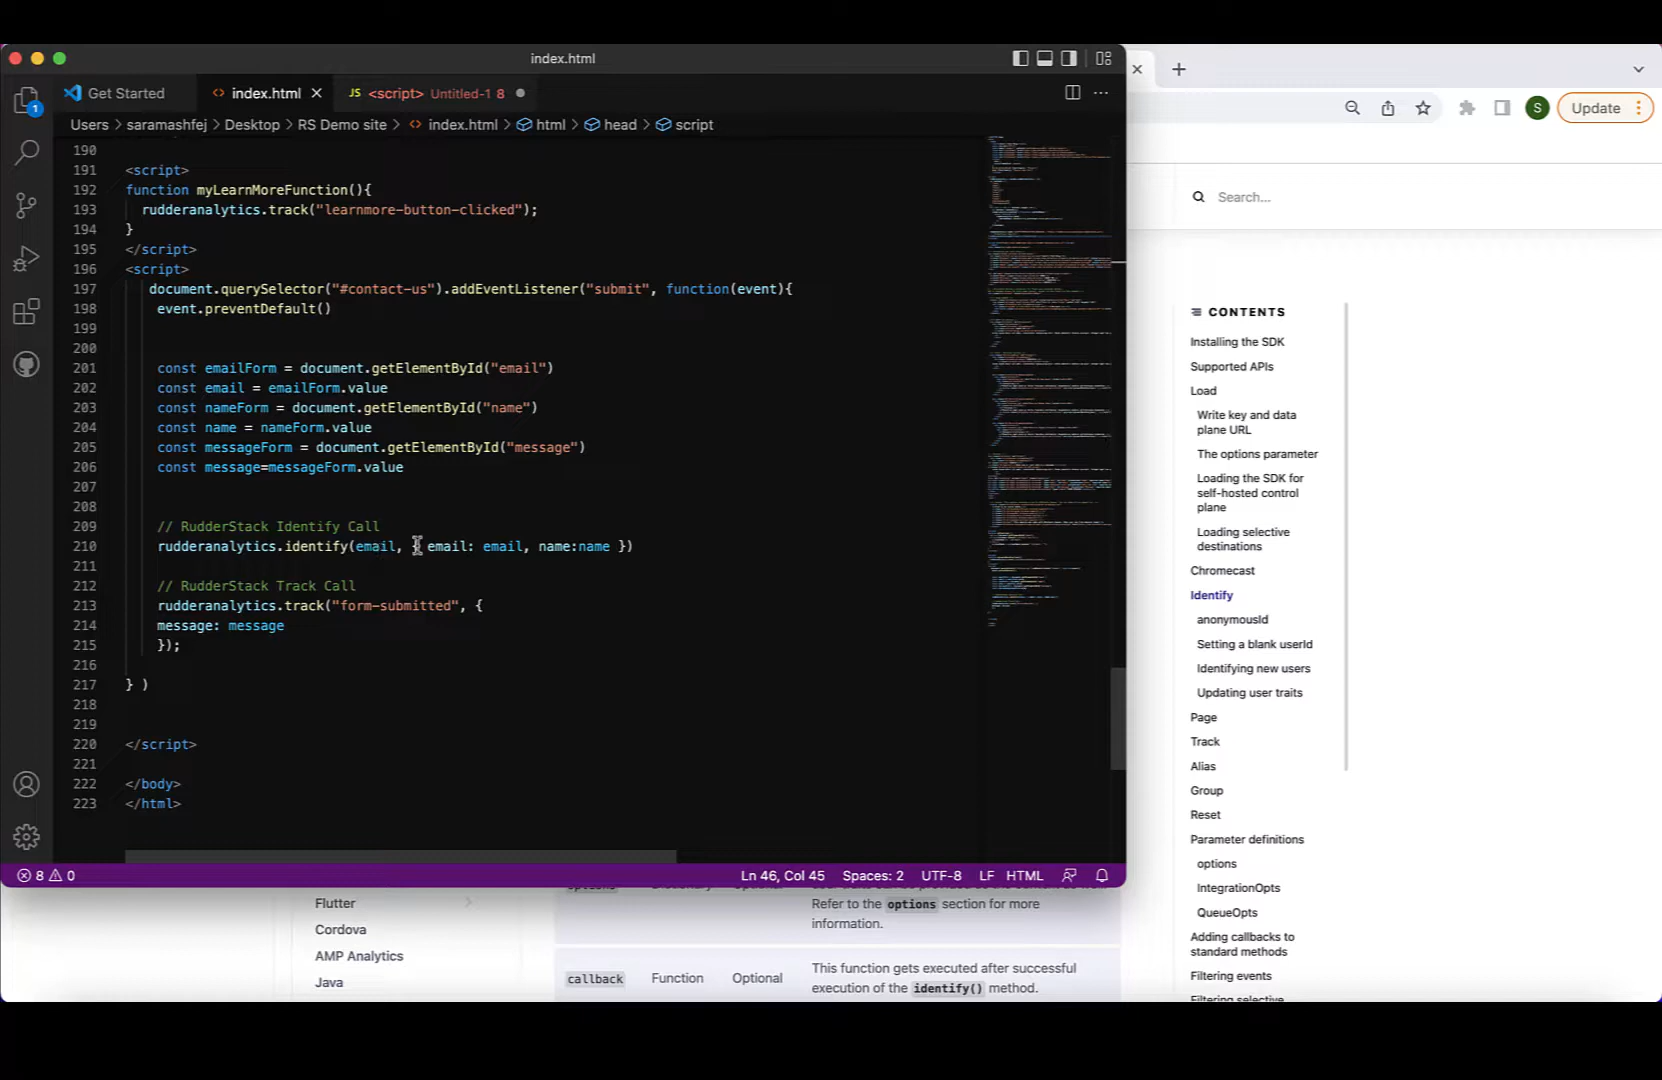 index.html
Get Started
index.html
JS <script> Untitled-1 8
Users > saramashfej > Desktop > RS Demo site > index.html > html > head > script
190
191 <script>
192 function myLearnMoreFunction(){
193 rudderanalytics.track("learnmore-button-clicked");
194 }
195 </script>
196 <script>
197 document.querySelector("#contact-us").addEventListener("submit", function(event){
198 event.preventDefault()
199
200
201 const emailForm = document.getElementById("email")
202 const email = emailForm.value
203 const nameForm = document.getElementById("name")
204 const name = nameForm.value
205 const messageForm = document.getElementById("message")
206 const message=messageForm.value
207
208
209 // RudderStack Identify Call
210 rudderanalytics.identify(email, { email: email, name:name })
211
212 // RudderStack Track Call
213 rudderanalytics.track("form-submitted", {
214 message: message
215 });
216
217 } )
218
219
220 </script>
221
222 </body>
223 </html>
1
8 0
Ln 46, Col 45 Spaces: 2 UTF-8 LF HTML
S
Update
Search...
CONTENTS
Installing the SDK
Supported APIs
Load
Write key and data
plane URL
The options parameter
Loading the SDK for
self-hosted control
plane
Loading selective
destinations
Chromecast
Identify
anonymousId
Setting a blank userId
Identifying new users
Updating user traits
Page
Track
Alias
Group
Reset
Parameter definitions
options
IntegrationOpts
QueueOpts
Adding callbacks to
standard methods
Filtering events
Filtering selective
Flutter
Cordova
AMP Analytics
Java
Refer to the options section for more
information.
callback Function Optional This function gets executed after successful
execution of the identify() method.